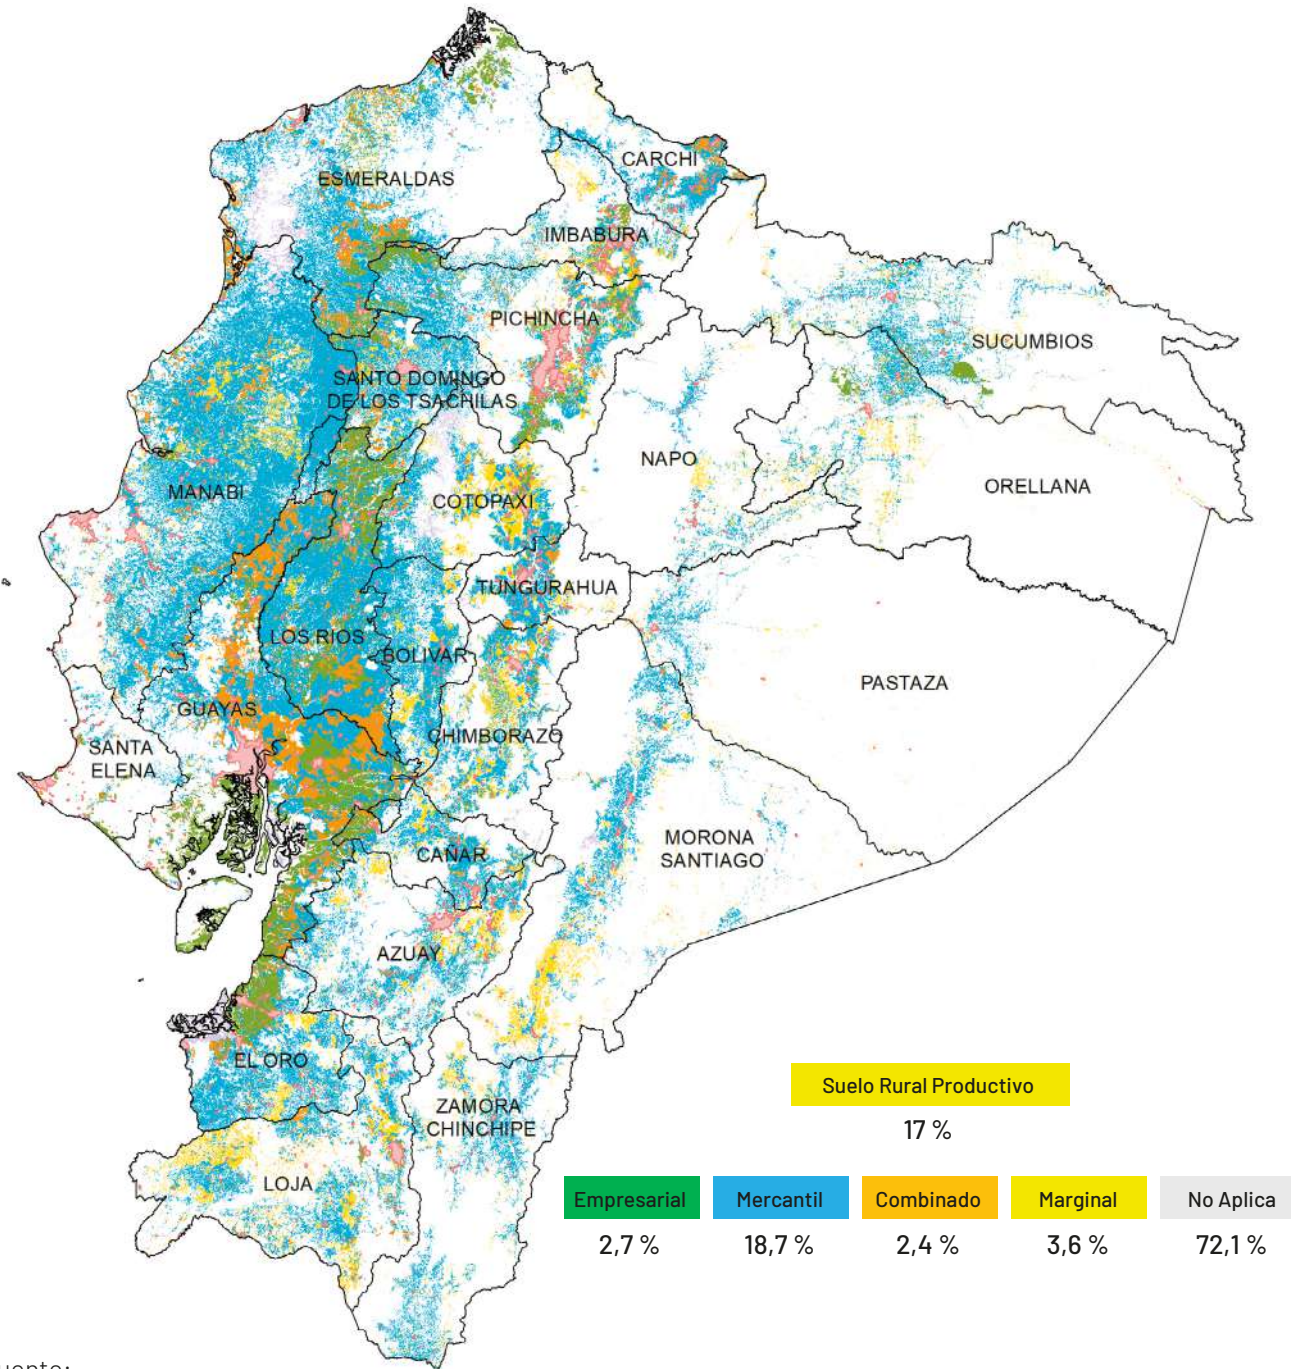 CARCHI
ESMERALDAS
IMBABURA
PICHINCHA
SUCUMBIOS
SANTO DOMINGO
DE LOS TSACHILAS
NAPO
MANABI
COTOPAXI
ORELLANA
TUNGURAHUA
LOS RIOS
BOLIVAR
PASTAZA
GUAYAS
CHIMBORAZO
SANTA
ELENA
MORONA
SANTIAGO
CAÑAR
AZUAY
EL ORO
ZAMORA
CHINCHIPE
LOJA
Suelo Rural Productivo
17 %
Empresarial Mercantil Combinado Marginal No Aplica
2,7 % 18,7 % 2,4 % 3,6 % 72,1 %